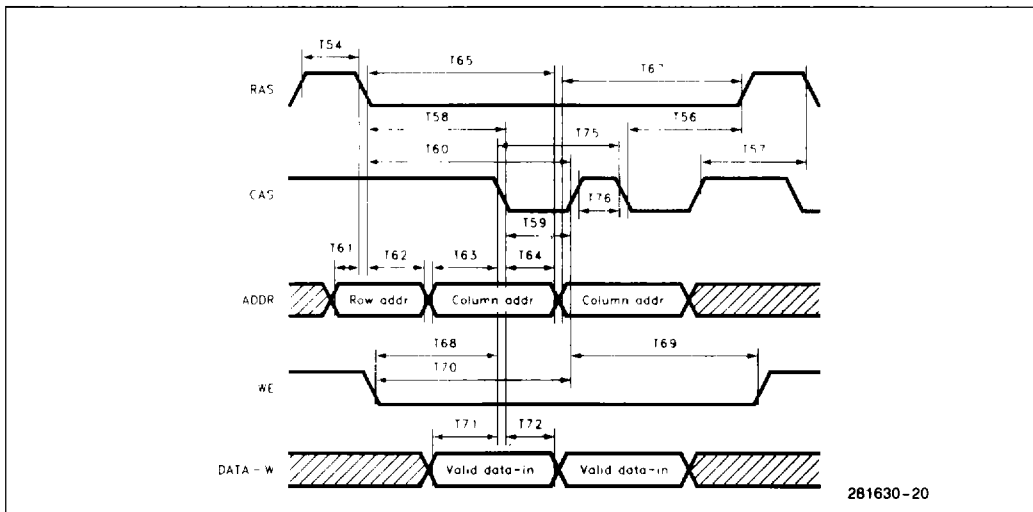 T54
T65
T67
RAS
T58
T56
T75
T60
T57
CAS
T76
T59
T61
T62
T63
T64
ADDR
Row addr
Column addr
Column addr
T68
T69
T70
WE
T71
T72
DATA-W
Valid data-in
Valid data-in
281630-20